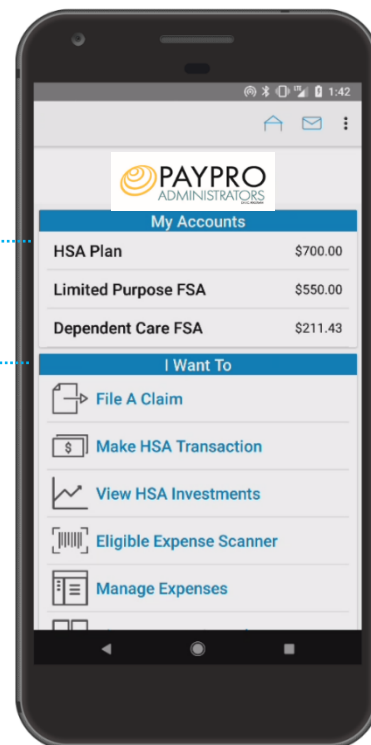 1:42
PAYPRO
ADMINISTRATORS
My Accounts
HSA Plan $700.00
Limited Purpose FSA $550.00
Dependent Care FSA $211.43
I Want To
File A Claim
$ Make HSA Transaction
View HSA Investments
Eligible Expense Scanner
Manage Expenses